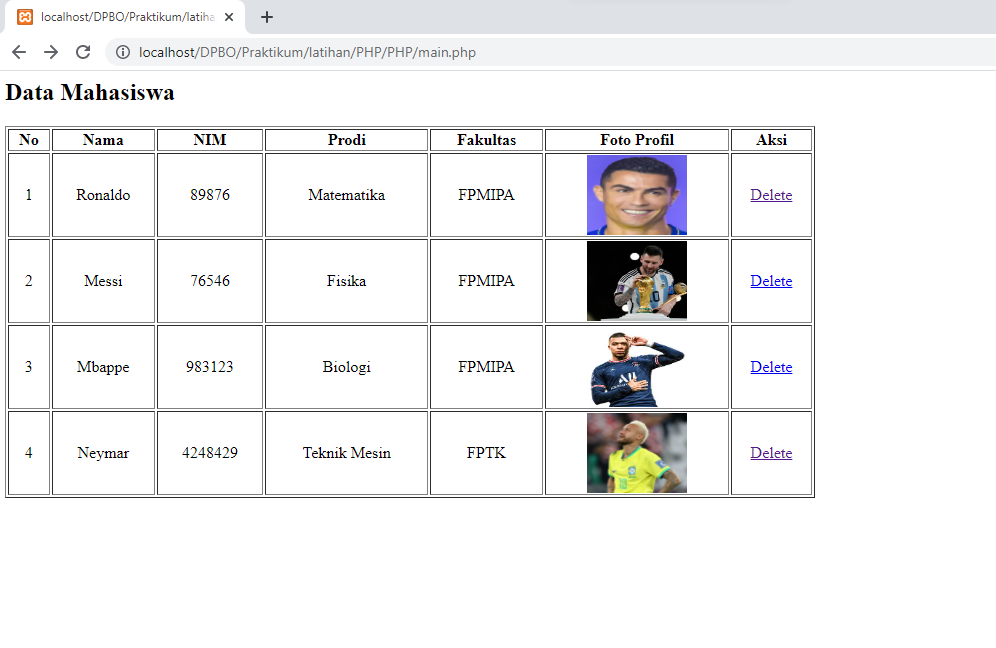 localhost/DPBO/Praktikum/latiha
localhost/DPBO/Praktikum/latihan/PHP/PHP/main.php
Data Mahasiswa
No Nama NIM Prodi Fakultas Foto Profil Aksi
1 Ronaldo 89876 Matematika FPMIPA Delete
2 Messi 76546 Fisika FPMIPA Delete
3 Mbappe 983123 Biologi FPMIPA Delete
4 Neymar 4248429 Teknik Mesin FPTK Delete